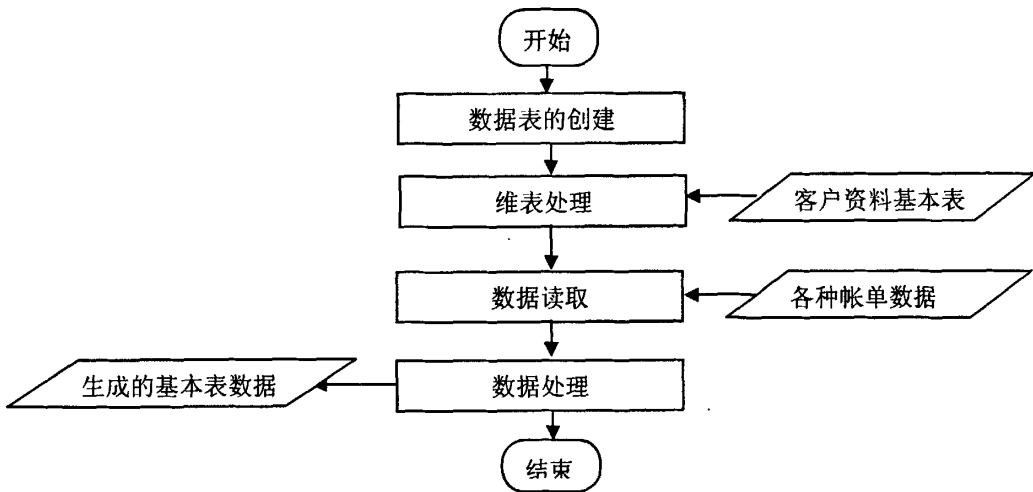 开始
数据表的创建
维表处理
客户资料基本表
数据读取
各种帐单数据
生成的基本表数据
数据处理
结束